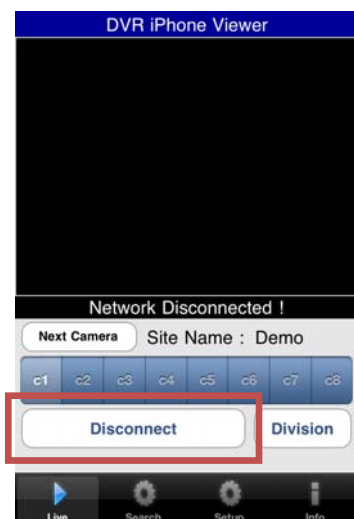 DVR iPhone Viewer
Network Disconnected !
Next Camera Site Name : Demo
c1 c2 c3 c4 c5 c6 c7 c8
Disconnect Division
Live Search Setup Info